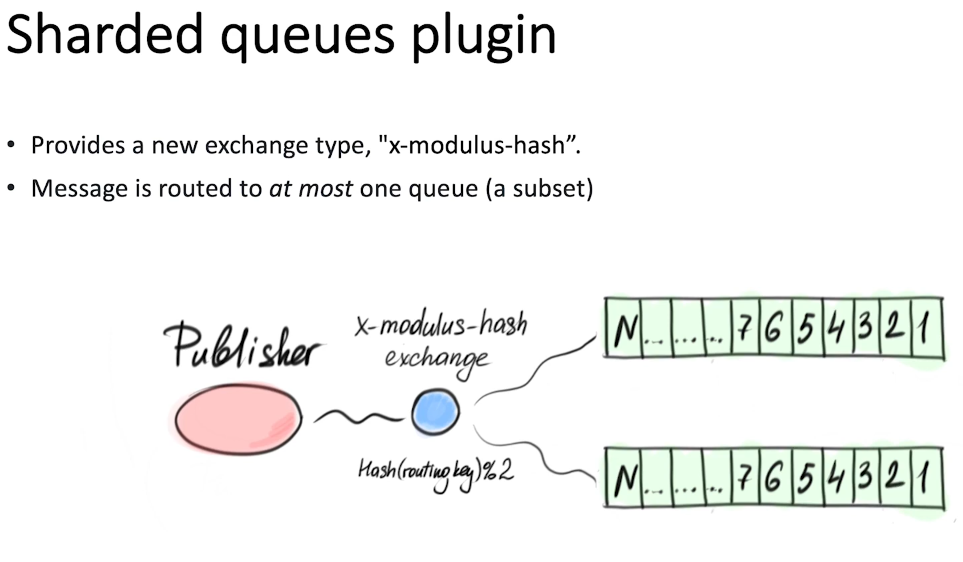 Sharded queues plugin
• Provides a new exchange type, "x-modulus-hash”.
• Message is routed to at most one queue (a subset)
Publisher
x-modulus-hash
exchange
Hash(routing key)%2
N... ... .. 7 6 5 4 3 2 1
N... ... .. 7 6 5 4 3 2 1